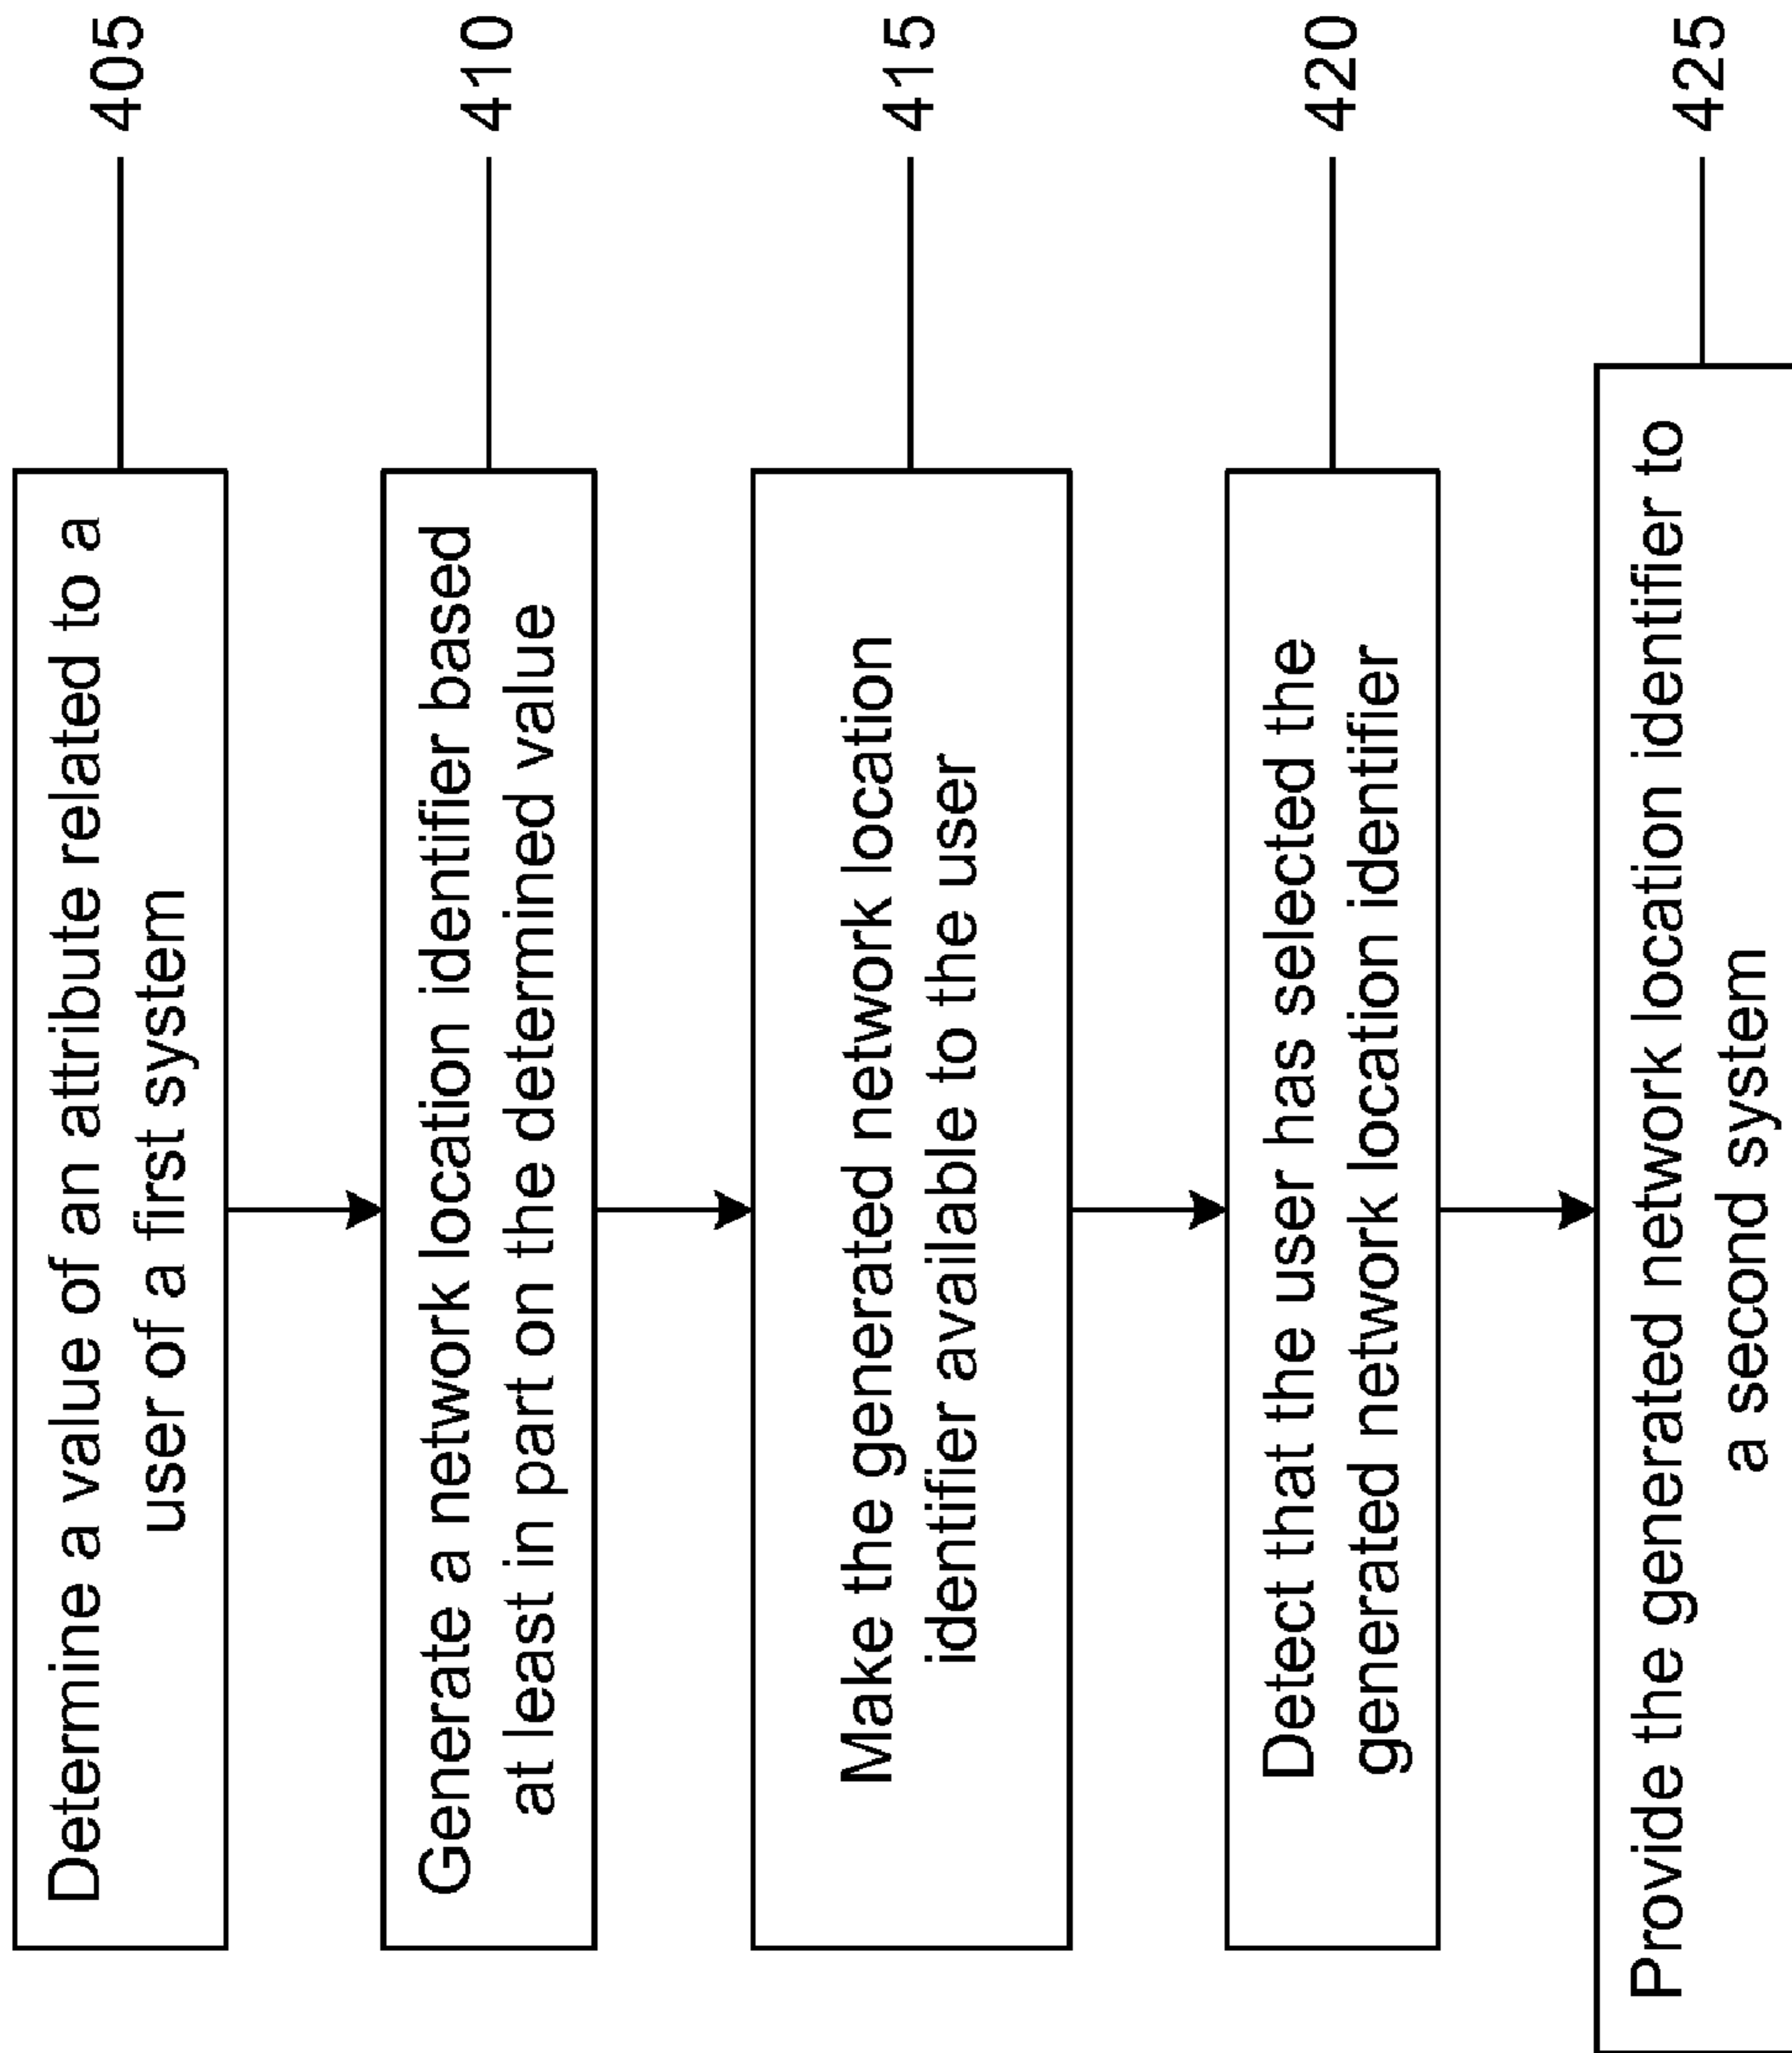 Determine a value of an attribute related to a
user of a first system
405
Generate a network location identifier based
at least in part on the determined value
410
Make the generated network location
identifier available to the user
415
Detect that the user has selected the
generated network location identifier
420
Provide the generated network location identifier to
a second system
425